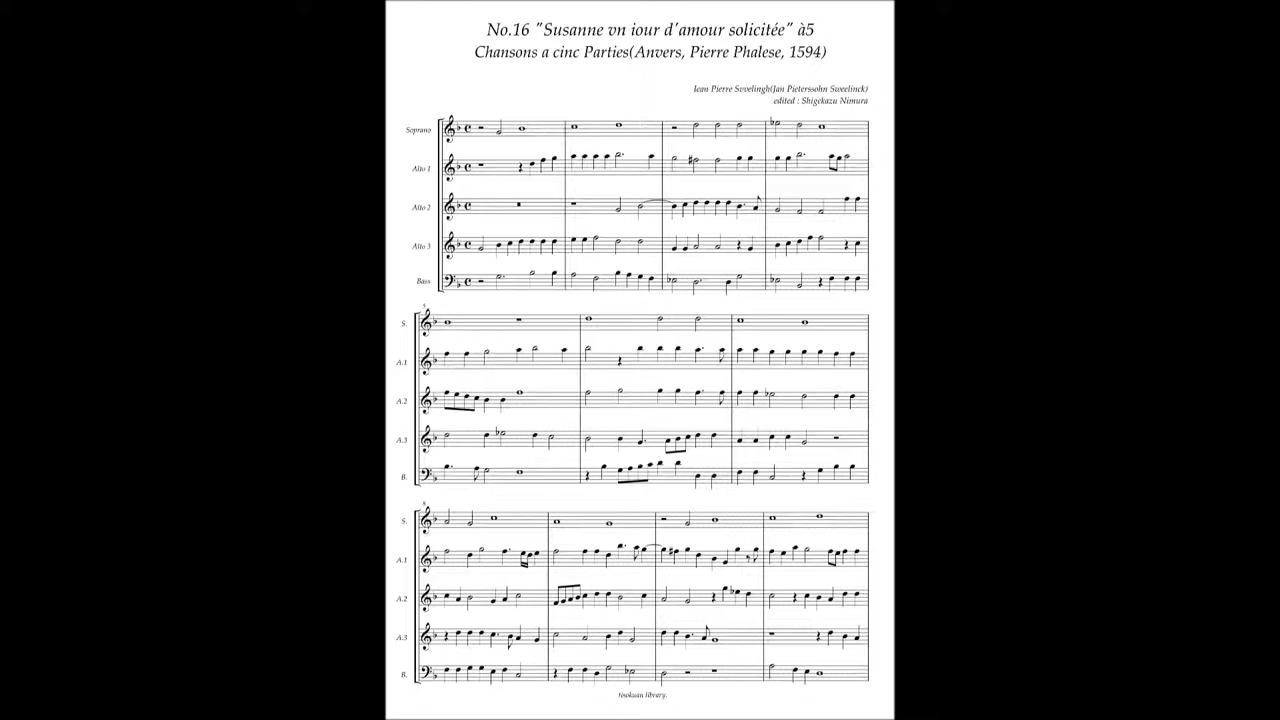 No.16 "Susanne vn iour d'amour solicitée" à5
Chansons a cinc Parties(Anvers, Pierre Phalese, 1594)
Iean Pierre Svvelingh(Jan Pieterssohn Sweelinck)
edited : Shigekazu Nimura
Soprano
Alto 1
Alto 2
Alto 3
Bass
5
S.
A.1
A.2
A.3
B.
8
S.
A.1
A.2
A.3
B.
library.